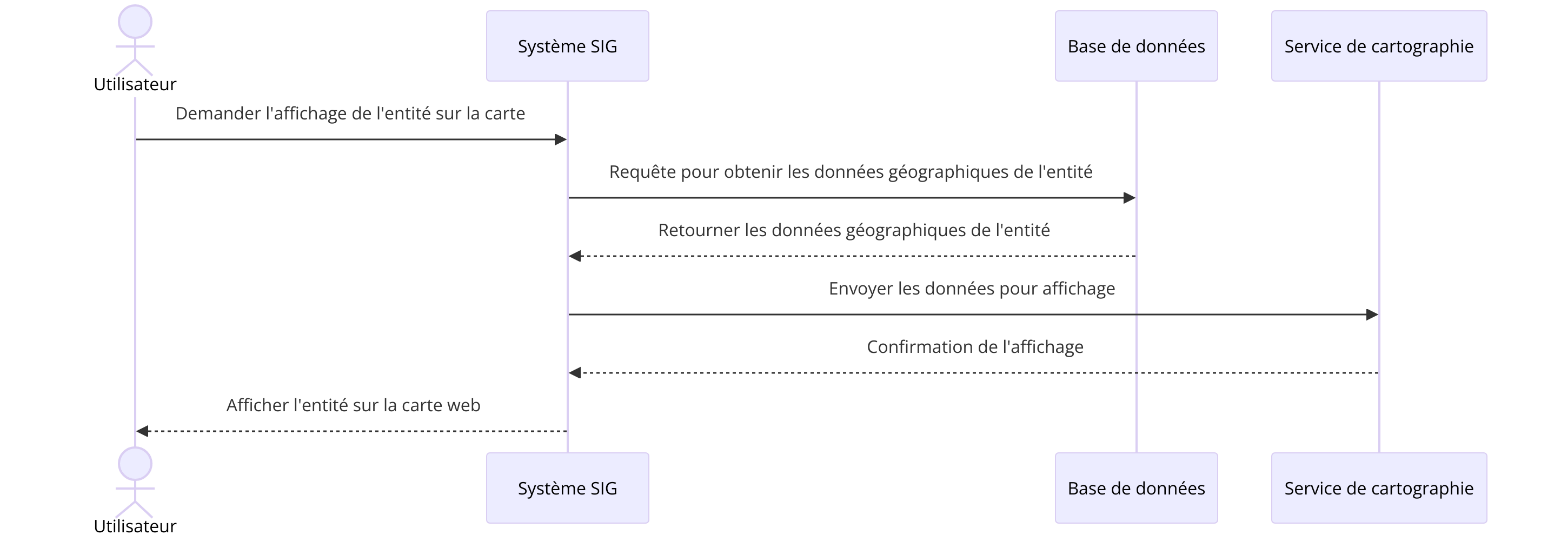 Utilisateur
Système SIG
Base de données
Service de cartographie
Demander l'affichage de l'entité sur la carte
Requête pour obtenir les données géographiques de l'entité
Retourner les données géographiques de l'entité
Envoyer les données pour affichage
Confirmation de l'affichage
Afficher l'entité sur la carte web
Utilisateur
Système SIG
Base de données
Service de cartographie